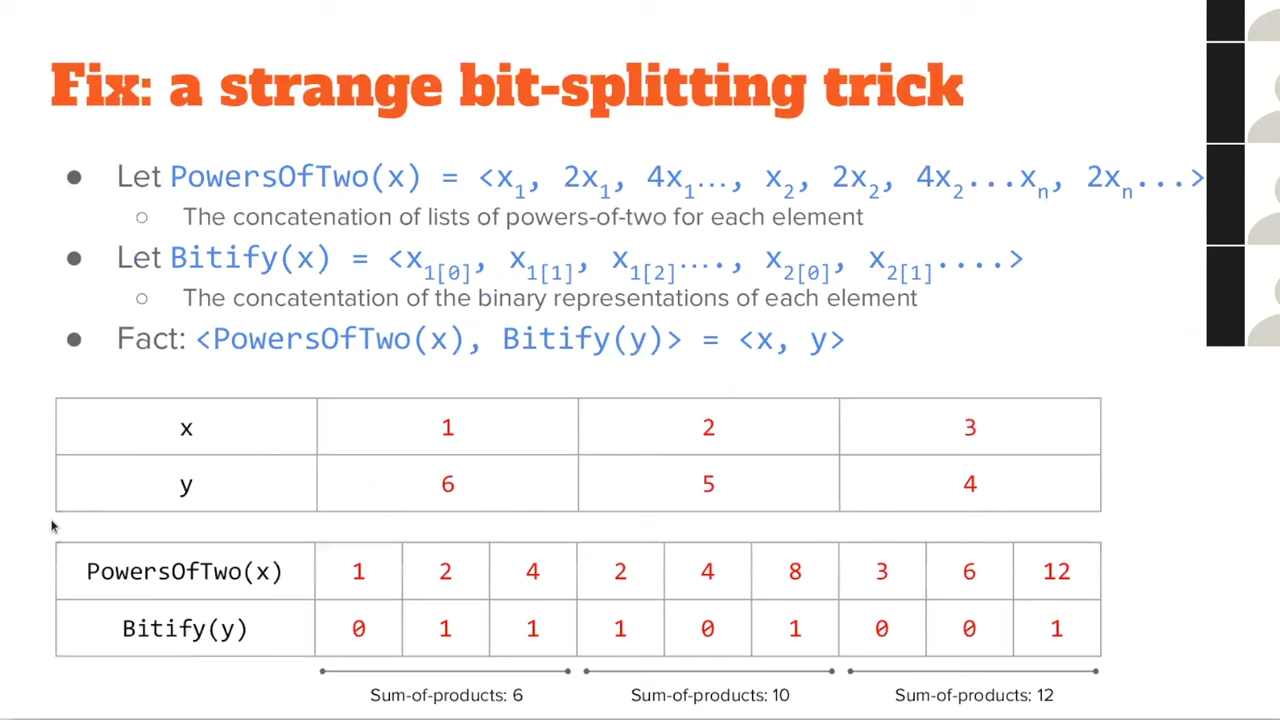 Fix: a strange bit-splitting trick
● Let PowersOfTwo(x) = <x1, 2x1, 4x1…, x2, 2x2, 4x2...xn, 2xn...>
○ The concatenation of lists of powers-of-two for each element
● Let Bitify(x) = <x1[0], x1[1], x1[2]…., x2[0], x2[1]....>
○ The concatentation of the binary representations of each element
● Fact: <PowersOfTwo(x), Bitify(y)> = <x, y>
x 1 2 3
y 6 5 4
PowersOfTwo(x) 1 2 4 2 4 8 3 6 12
Bitify(y) 0 1 1 1 0 1 0 0 1
Sum-of-products: 6 Sum-of-products: 10 Sum-of-products: 12